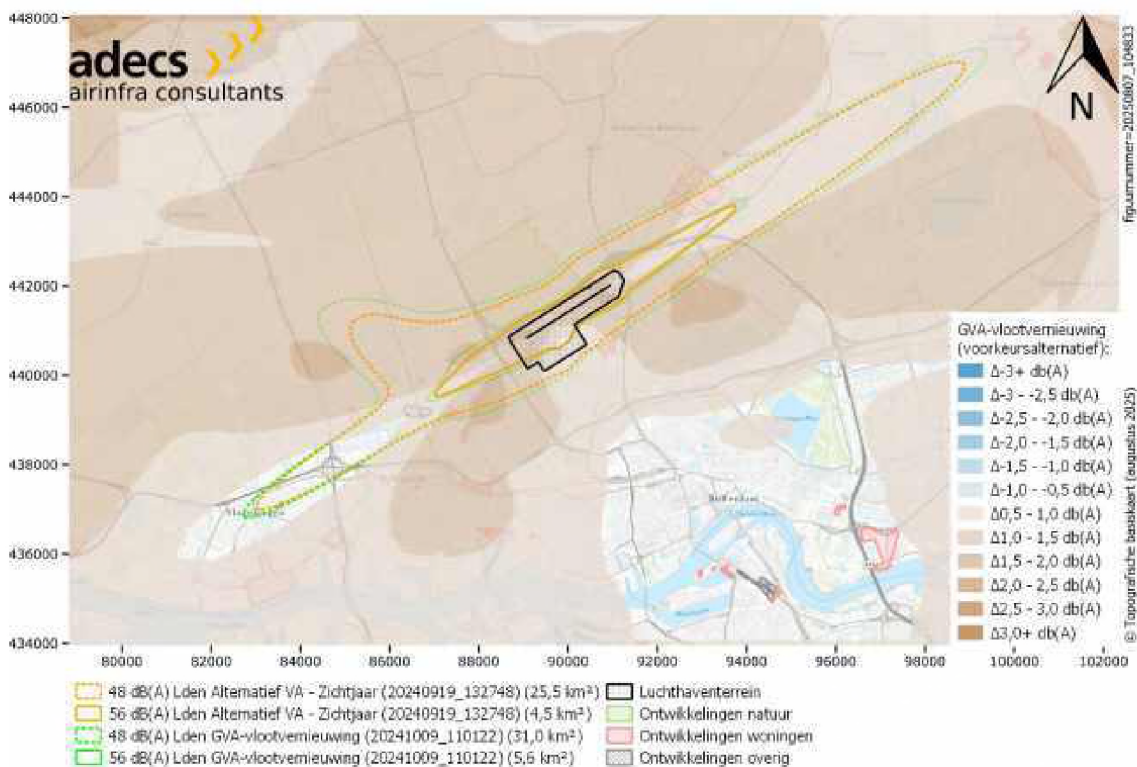 adecs
airinfra consultants
N
figuurnummer=20250807_104833
© Topografische basiskaart (augustus 2025)
448000
446000
444000
442000
440000
438000
436000
434000
80000
82000
84000
86000
88000
90000
92000
94000
96000
98000
100000
102000
GVA-vlootvernieuwing
(voorkeursalternatief):
Δ-3+ db(A)
Δ-3 - -2,5 db(A)
Δ-2,5 - -2,0 db(A)
Δ-2,0 - -1,5 db(A)
Δ-1,5 - -1,0 db(A)
Δ-1,0 - -0,5 db(A)
Δ0,5 - 1,0 db(A)
Δ1,0 - 1,5 db(A)
Δ1,5 - 2,0 db(A)
Δ2,0 - 2,5 db(A)
Δ2,5 - 3,0 db(A)
Δ3,0+ db(A)
48 dB(A) Lden Alternatief VA - Zichtjaar (20240919_132748) (25,5 km²)
56 dB(A) Lden Alternatief VA - Zichtjaar (20240919_132748) (4,5 km²)
48 dB(A) Lden GVA-vlootvernieuwing (20241009_110122) (31,0 km²)
56 dB(A) Lden GVA-vlootvernieuwing (20241009_110122) (5,6 km²)
Luchthaventerrein
Ontwikkelingen natuur
Ontwikkelingen woningen
Ontwikkelingen overig